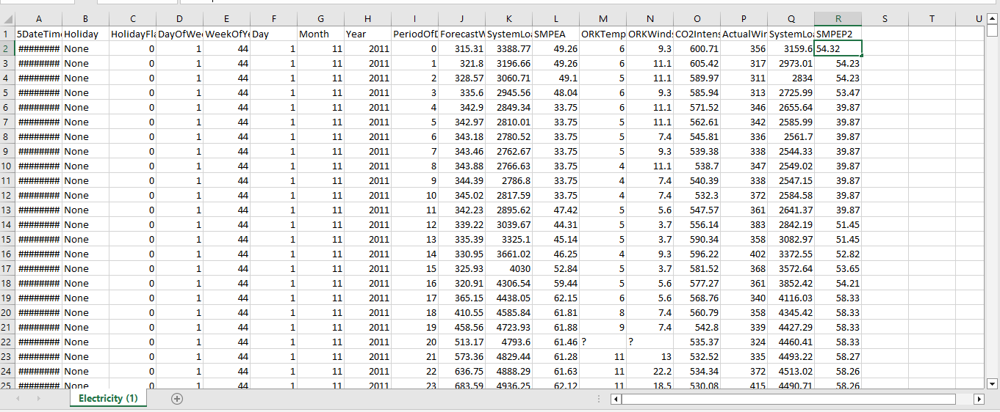 A B C D E F G H I J K L M N O P Q R S T U
1 5DateTime Holiday HolidayFla DayOfWee WeekOfYe Day Month Year PeriodOfD ForecastW SystemLoa SMPEA ORKTemp ORKWinds CO2Intens ActualWin SystemLoa SMPEP2
2 ######## None 0 1 44 1 11 2011 0 315.31 3388.77 49.26 6 9.3 600.71 356 3159.6 54.32
3 ######## None 0 1 44 1 11 2011 1 321.8 3196.66 49.26 6 11.1 605.42 317 2973.01 54.23
4 ######## None 0 1 44 1 11 2011 2 328.57 3060.71 49.1 5 11.1 589.97 311 2834 54.23
5 ######## None 0 1 44 1 11 2011 3 335.6 2945.56 48.04 6 9.3 585.94 313 2725.99 53.47
6 ######## None 0 1 44 1 11 2011 4 342.9 2849.34 33.75 6 11.1 571.52 346 2655.64 39.87
7 ######## None 0 1 44 1 11 2011 5 342.97 2810.01 33.75 5 11.1 562.61 342 2585.99 39.87
8 ######## None 0 1 44 1 11 2011 6 343.18 2780.52 33.75 5 7.4 545.81 336 2561.7 39.87
9 ######## None 0 1 44 1 11 2011 7 343.46 2762.67 33.75 5 9.3 539.38 338 2544.33 39.87
10 ######## None 0 1 44 1 11 2011 8 343.88 2766.63 33.75 4 11.1 538.7 347 2549.02 39.87
11 ######## None 0 1 44 1 11 2011 9 344.39 2786.8 33.75 4 7.4 540.39 338 2547.15 39.87
12 ######## None 0 1 44 1 11 2011 10 345.02 2817.59 33.75 4 7.4 532.3 372 2584.58 39.87
13 ######## None 0 1 44 1 11 2011 11 342.23 2895.62 47.42 5 5.6 547.57 361 2641.37 39.87
14 ######## None 0 1 44 1 11 2011 12 339.22 3039.67 44.31 5 3.7 556.14 383 2842.19 51.45
15 ######## None 0 1 44 1 11 2011 13 335.39 3325.1 45.14 5 3.7 590.34 358 3082.97 51.45
16 ######## None 0 1 44 1 11 2011 14 330.95 3661.02 46.25 4 9.3 596.22 402 3372.55 52.82
17 ######## None 0 1 44 1 11 2011 15 325.93 4030 52.84 5 3.7 581.52 368 3572.64 53.65
18 ######## None 0 1 44 1 11 2011 16 320.91 4306.54 59.44 5 5.6 577.27 361 3852.42 54.21
19 ######## None 0 1 44 1 11 2011 17 365.15 4438.05 62.15 6 5.6 568.76 340 4116.03 58.33
20 ######## None 0 1 44 1 11 2011 18 410.55 4585.84 61.81 8 7.4 560.79 358 4345.42 58.33
21 ######## None 0 1 44 1 11 2011 19 458.56 4723.93 61.88 9 7.4 542.8 339 4427.29 58.33
22 ######## None 0 1 44 1 11 2011 20 513.17 4793.6 61.46 ? ? 535.37 324 4460.41 58.33
23 ######## None 0 1 44 1 11 2011 21 573.36 4829.44 61.28 11 13 532.52 335 4493.22 58.27
24 ######## None 0 1 44 1 11 2011 22 636.75 4888.29 61.63 11 22.2 534.34 372 4513.02 58.26
25 ######## None 0 1 44 1 11 2011 23 683.59 4936.25 62.12 11 18.5 530.08 415 4490.71 58.26
Electricity (1)